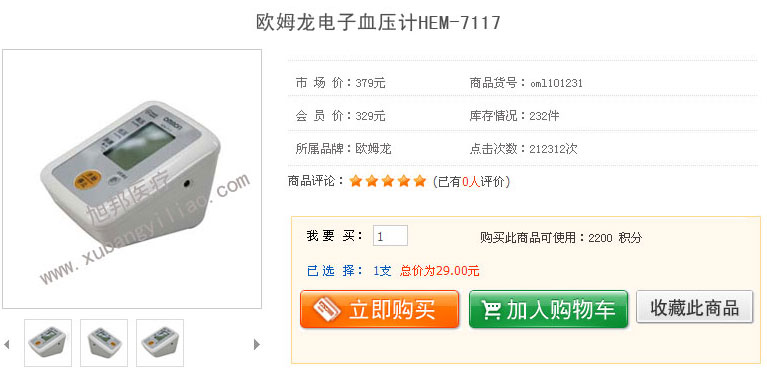 欧姆龙电子血压计HEM-7117
市 场 价：379元
商品货号：oml101231
会 员 价：329元
库存情况：232件
所属品牌：欧姆龙
点击次数：212312次
商品评论：
(已有0人评价)
omron
旭邦医疗
www.xubangyiliao.com
我 要 买：1
购买此商品可使用：2200 积分
已 选 择： 1支 总价为29.00元
立即购买
加入购物车
收藏此商品